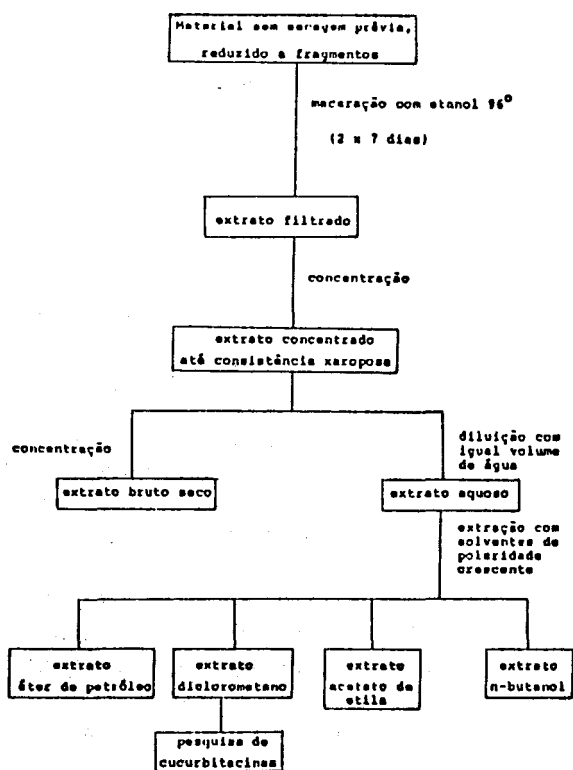 Material sem secagem prévia,
reduzido a fragmentos
maceração com etanol 96°
(2 x 7 dias)
extrato filtrado
concentração
extrato concentrado
até consistência xaroposa
concentração
diluição com
igual volume
de água
extrato bruto seco
extrato aquoso
extração com
solventes de
polaridade
crescente
extrato
éter de petróleo
extrato
diclorometano
extrato
acetato de
etila
extrato
n-butanol
pesquisa de
cucurbitacinas